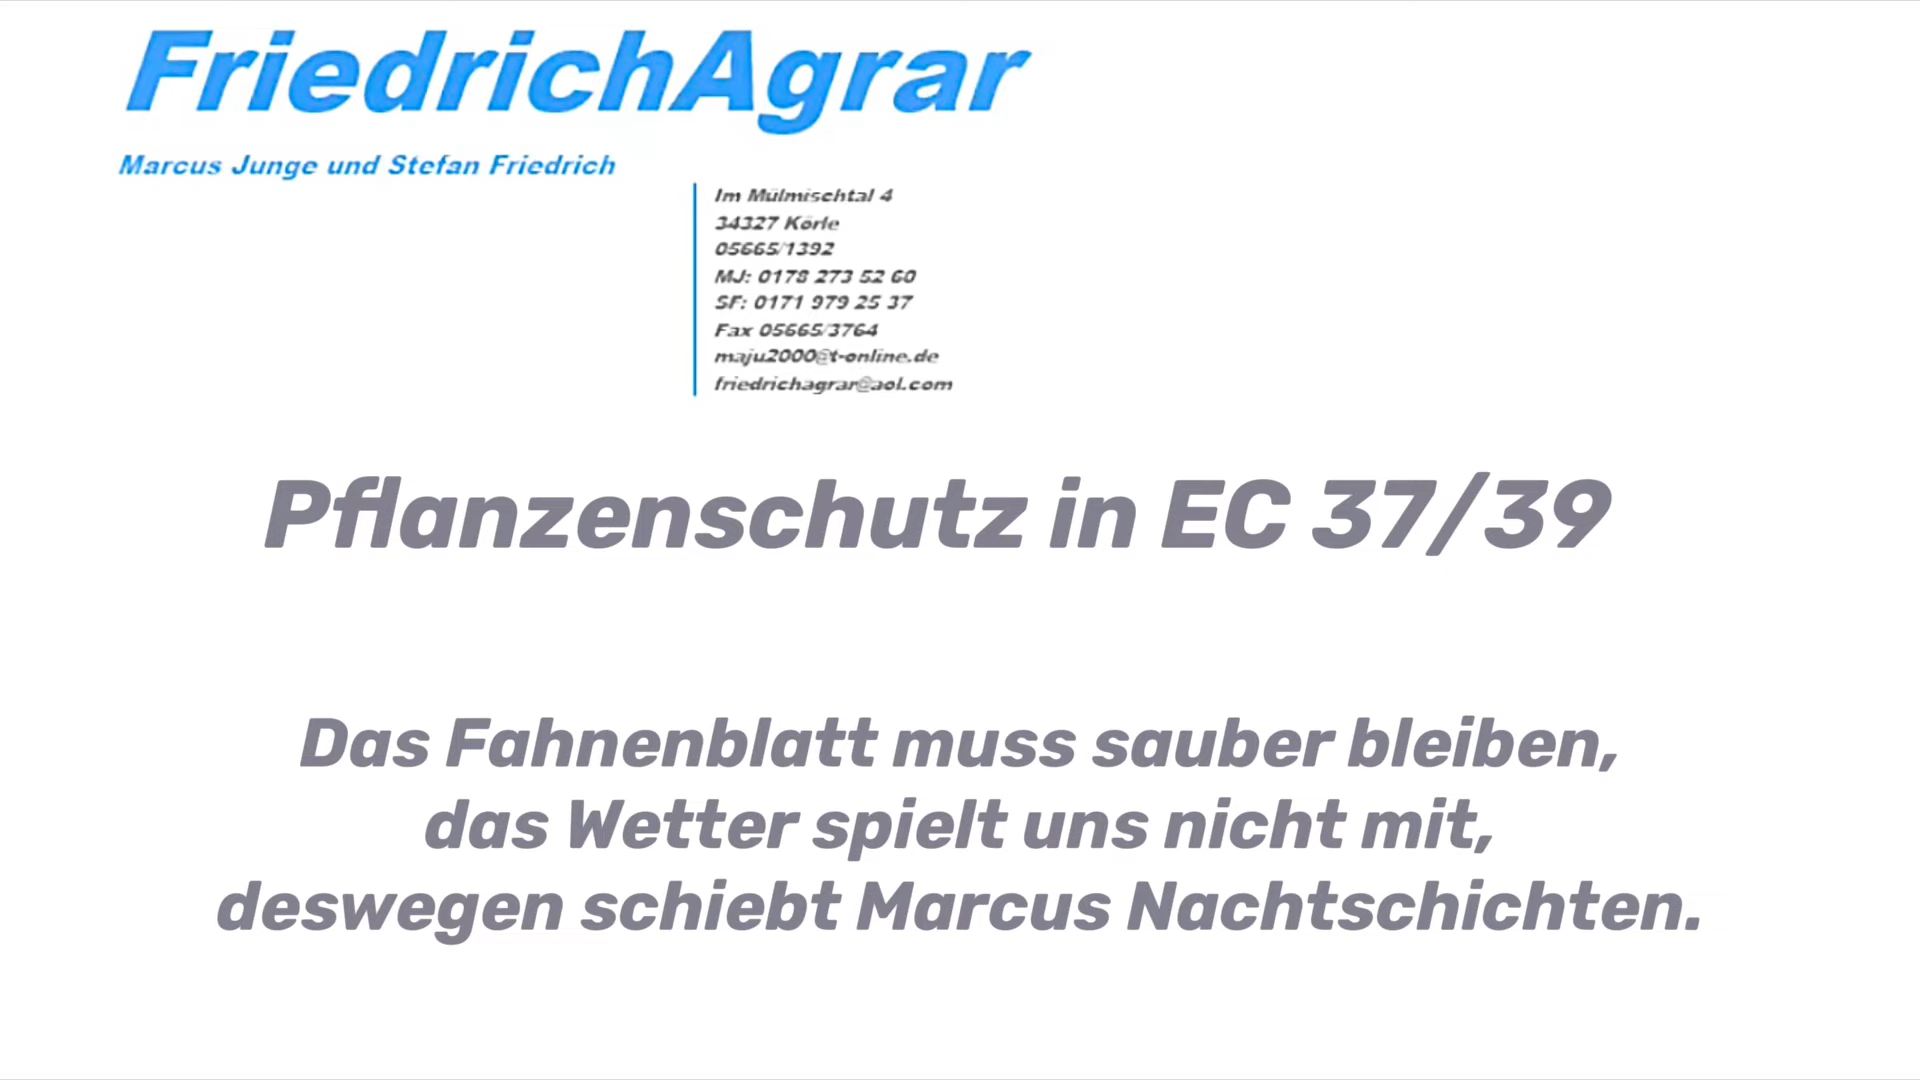 FriedrichAgrar
Marcus Junge und Stefan Friedrich
Im Mülmischtal 4
34327 Körle
05665/1392
MJ: 0178 273 52 60
SF: 0171 979 25 37
Fax 05665/3764
maju2000@t-online.de
friedrichagrar@aol.com
Pflanzenschutz in EC 37/39
Das Fahnenblatt muss sauber bleiben,
das Wetter spielt uns nicht mit,
deswegen schiebt Marcus Nachtschichten.